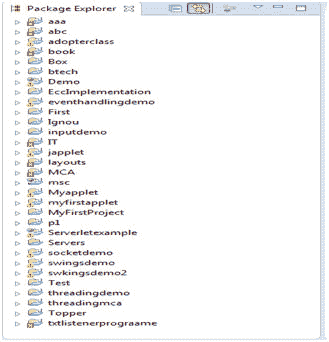 Package Explorer
aaa
abc
adopterclass
book
Box
btech
Demo
EccImplementation
eventhandlingdemo
First
Ignou
inputdemo
IT
japplet
layouts
MCA
msc
Myapplet
myfirstapplet
MyFirstProject
p1
Serverletexample
Servers
socketdemo
swingsdemo
swkingsdemo2
Test
threadingdemo
threadingmca
Topper
txtlistenerprograame